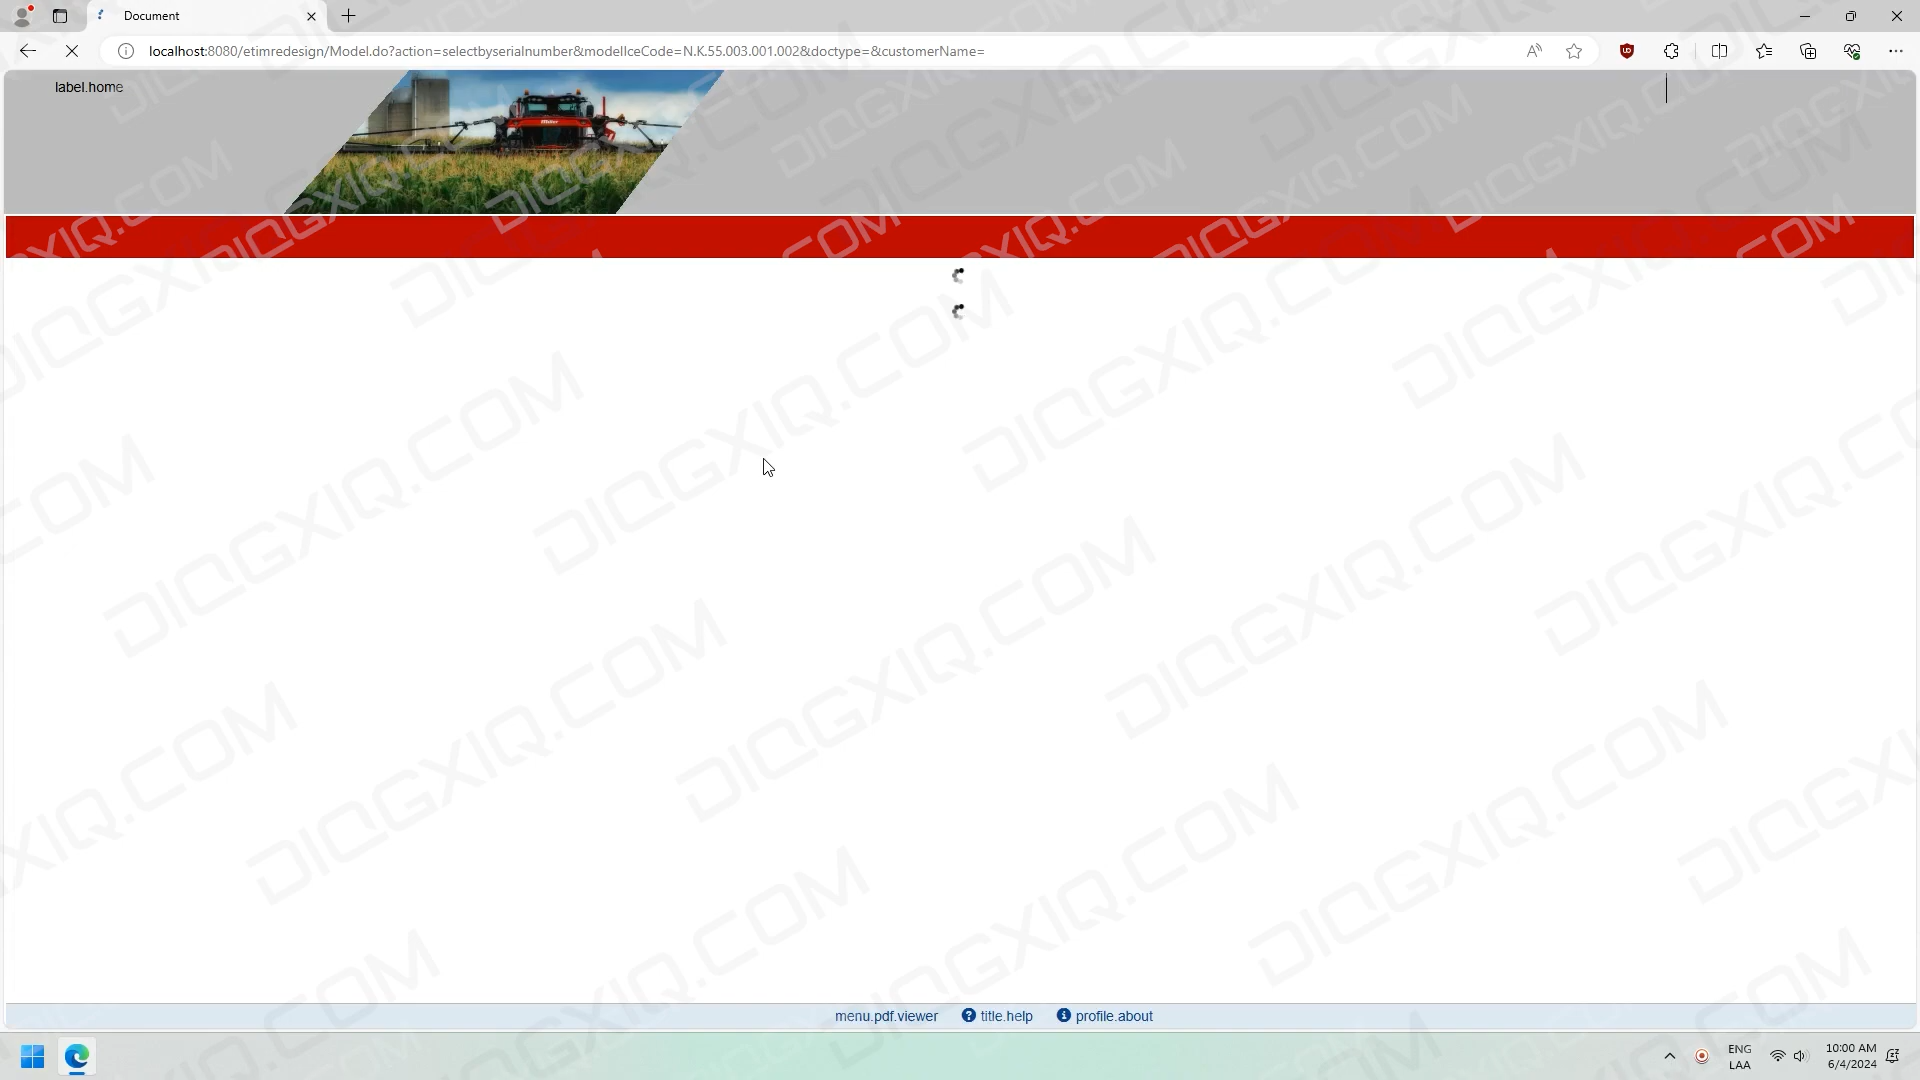 Document
localhost:8080/etimredesign/Model.do?action=selectbyserialnumber&modelIceCode=N.K.55.003.001.002&doctype=&customerName=
label.home
Miller
menu.pdf.viewer title.help profile.about
ENG
LAA
10:00 AM
6/4/2024
DIQGXIQ.COM